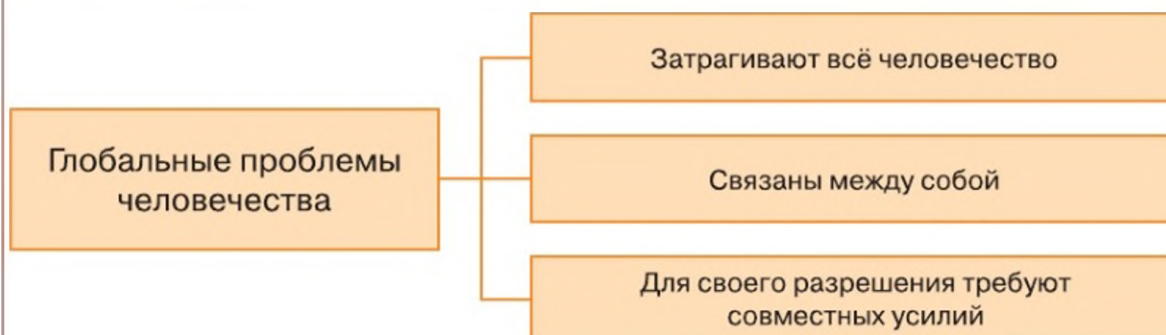 Глобальные проблемы
человечества
Затрагивают всё человечество
Связаны между собой
Для своего разрешения требуют
совместных усилий